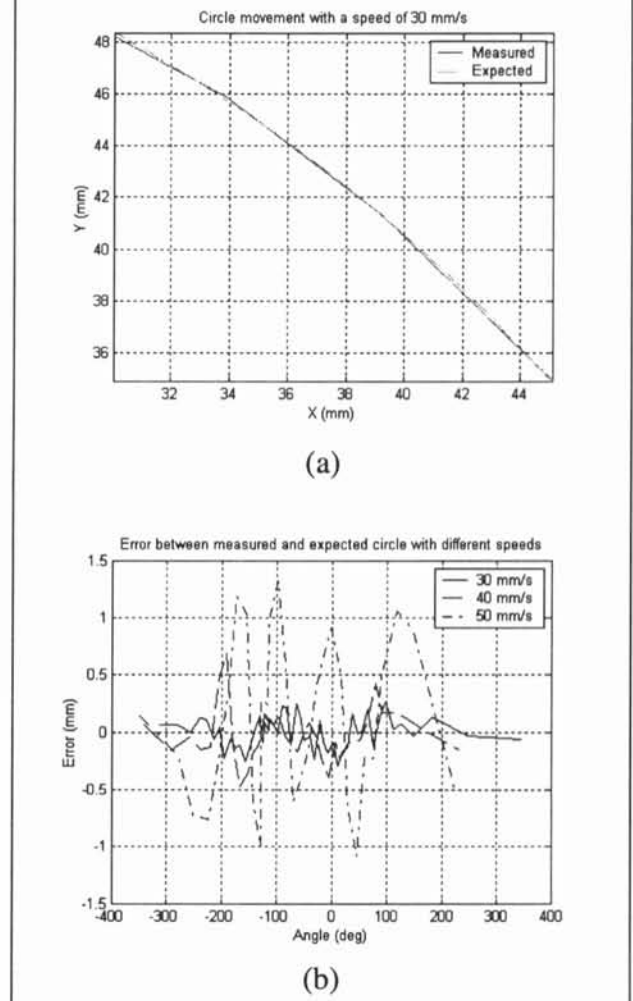 Circle movement with a speed of 30 mm/s
48
46
44
42
40
38
36
Y (mm)
Measured
Expected
32 34 36 38 40 42 44
X (mm)
(a)
Error between measured and expected circle with different speeds
1.5
1
0.5
0
-0.5
-1
-1.5
Error (mm)
30 mm/s
40 mm/s
50 mm/s
-400 -300 -200 -100 0 100 200 300 400
Angle (deg)
(b)